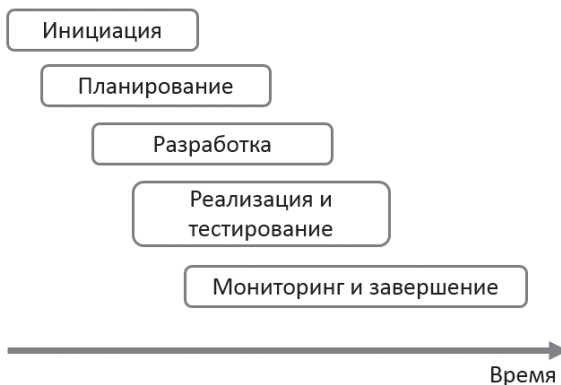 Инициация
Планирование
Разработка
Реализация и
тестирование
Мониторинг и завершение
Время